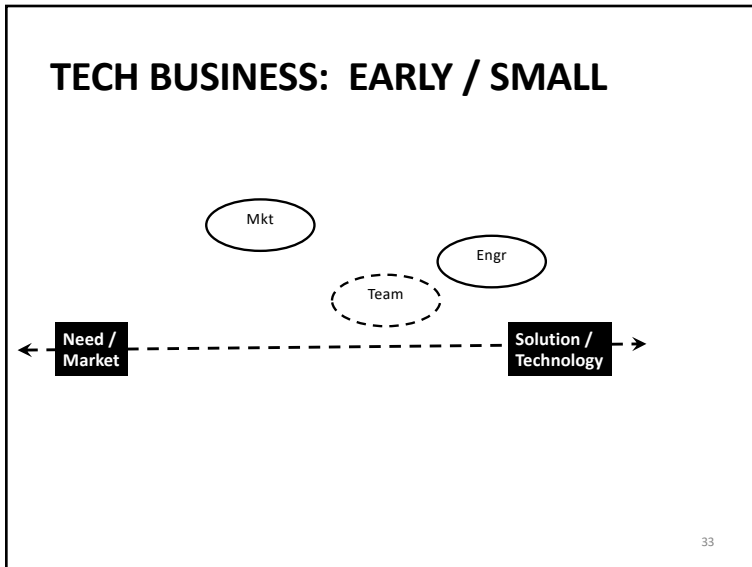 TECH BUSINESS: EARLY / SMALL
Mkt
Engr
Team
Need /
Market
Solution /
Technology
33